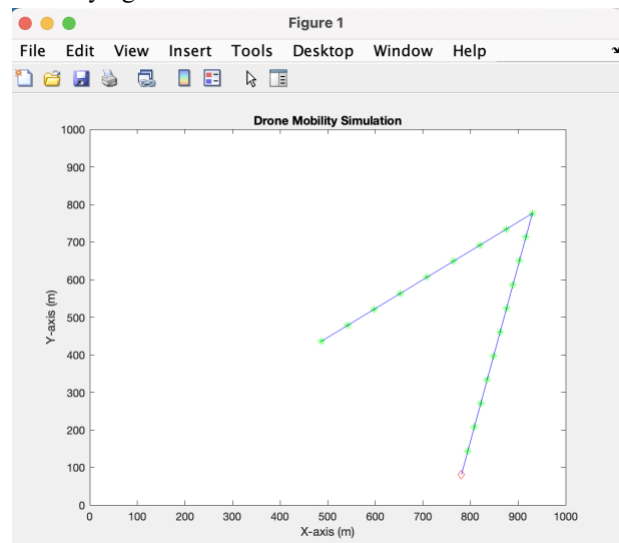 Figure 1
File Edit View Insert Tools Desktop Window Help
Drone Mobility Simulation
1000
900
800
700
600
500
400
300
200
100
0
Y-axis (m)
0 100 200 300 400 500 600 700 800 900 1000
X-axis (m)